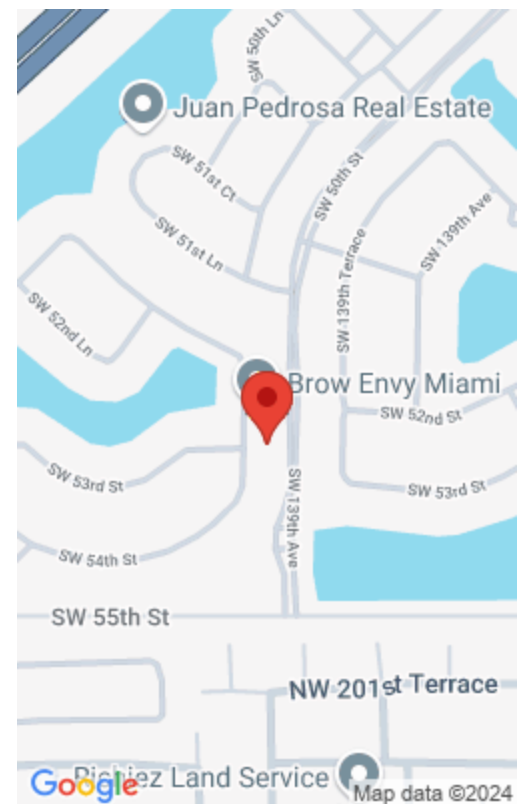 SW 50th Ln
Juan Pedrosa Real Estate
SW 51st Ct
SW 50th St
SW 139th Ave
SW 51st Ln
SW 139th Terrace
SW 52nd Ln
Brow Envy Miami
SW 52nd St
SW 53rd St
SW 53rd St
SW 139th Ave
SW 54th St
SW 55th St
NW 201st Terrace
Richiez Land Service
Google
Map data ©2024